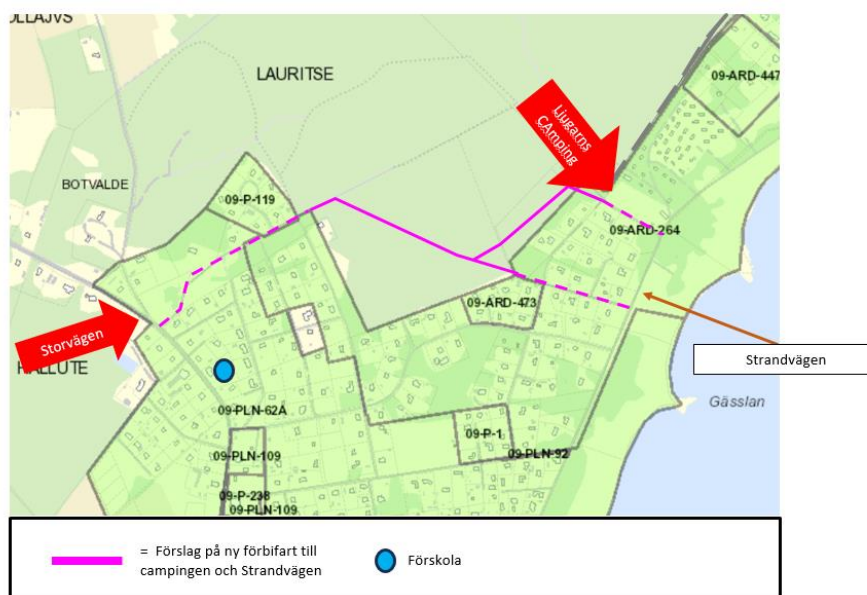 OLLAJVS
LAURITSE
09-ARD-447
Ljugarns
CAmping
BOTVALDE
09-P-119
09-ARD-264
09-ARD-473
Storvägen
Strandvägen
09-PLN-62A
Gässlan
09-P-1
09-PLN-109
09-PLN-92
09-P-238
09-PLN-109
= Förslag på ny förbifart till
campingen och Strandvägen
Förskola